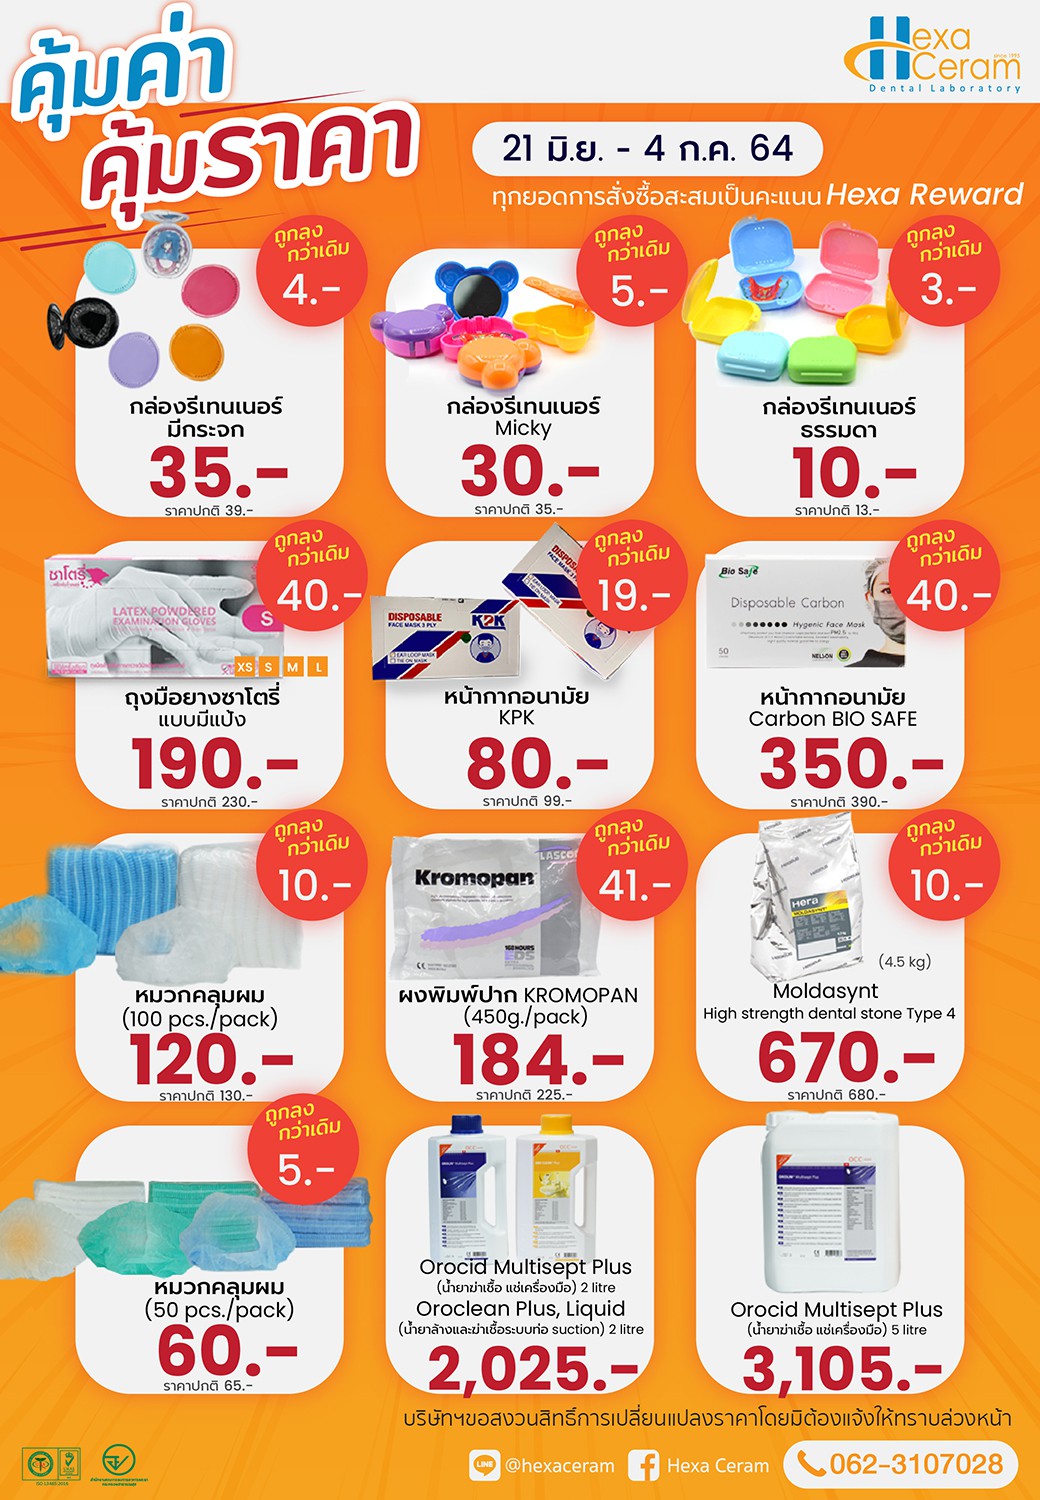 คุ้มค่า
คุ้มราคา
Hexa
Ceram
since 1995
Dental Laboratory
21 มิ.ย. - 4 ก.ค. 64
ทุกยอดการสั่งซื้อสะสมเป็นคะแนน Hexa Reward
ถูกลง
กว่าเดิม
4.-
กล่องรีเทนเนอร์
มีกระจก
35.-
ราคาปกติ 39.-
ถูกลง
กว่าเดิม
5.-
กล่องรีเทนเนอร์
Micky
30.-
ราคาปกติ 35.-
ถูกลง
กว่าเดิม
3.-
กล่องรีเทนเนอร์
ธรรมดา
10.-
ราคาปกติ 13.-
ถูกลง
กว่าเดิม
40.-
ซาโตรี่
LATEX POWDERED
EXAMINATION GLOVES
S
XS S M L
ถุงมือยางซาโตรี่
แบบมีแป้ง
190.-
ราคาปกติ 230.-
ถูกลง
กว่าเดิม
19.-
DISPOSABLE
FACE MASK 3 PLY
KPK
EAR LOOP MASK
TIE ON MASK
หน้ากากอนามัย
KPK
80.-
ราคาปกติ 99.-
ถูกลง
กว่าเดิม
40.-
Bio Safe
Disposable Carbon
Hygenic Face Mask
PM2.5
50
NELSON
หน้ากากอนามัย
Carbon BIO SAFE
350.-
ราคาปกติ 390.-
ถูกลง
กว่าเดิม
10.-
หมวกคลุมผม
(100 pcs./pack)
120.-
ราคาปกติ 130.-
ถูกลง
กว่าเดิม
41.-
LASCOD
Kromopan
168 HOURS
EDS
ผงพิมพ์ปาก KROMOPAN
(450g./pack)
184.-
ราคาปกติ 225.-
ถูกลง
กว่าเดิม
10.-
Hera
MOLDASYNT
(4.5 kg)
Moldasynt
High strength dental stone Type 4
670.-
ราคาปกติ 680.-
ถูกลง
กว่าเดิม
5.-
หมวกคลุมผม
(50 pcs./pack)
60.-
ราคาปกติ 65.-
Orocid Multisept Plus
(น้ำยาฆ่าเชื้อ แช่เครื่องมือ) 2 litre
Oroclean Plus, Liquid
(น้ำยาล้างและฆ่าเชื้อระบบท่อ suction) 2 litre
2,025.-
OCC
Orocid Multisept Plus
(น้ำยาฆ่าเชื้อ แช่เครื่องมือ) 5 litre
3,105.-
บริษัทฯขอสงวนสิทธิ์การเปลี่ยนแปลงราคาโดยมิต้องแจ้งให้ทราบล่วงหน้า
LINE @hexaceram
Hexa Ceram
062-3107028